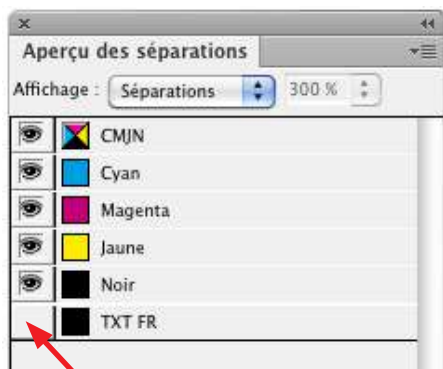 Aperçu des séparations
Affichage : Séparations 300 %
CMJN
Cyan
Magenta
Jaune
Noir
TXT FR